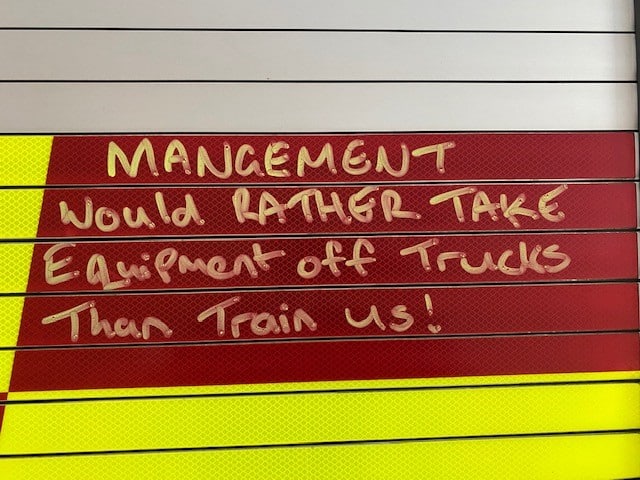 MANGEMENT
Would RATHER TAKE
Equipment off Trucks
Than Train us!